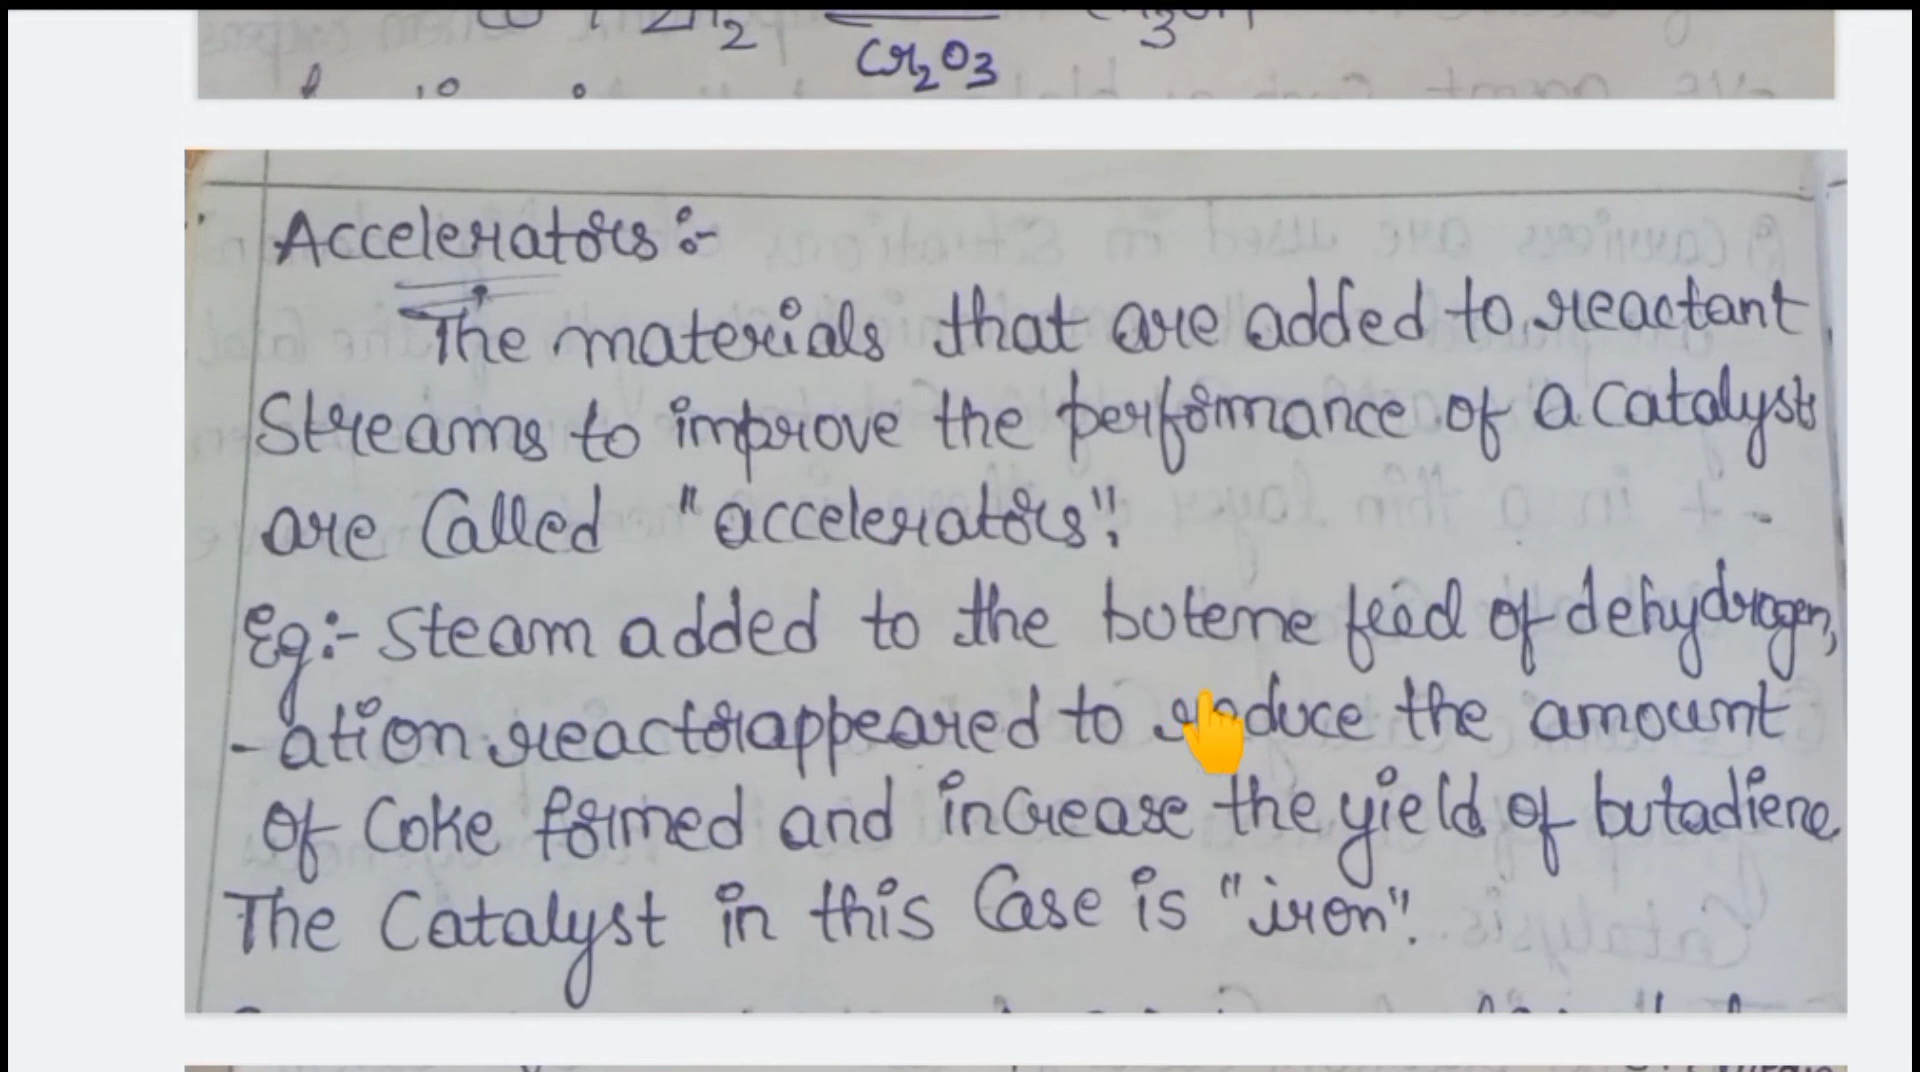 Cr2O3
Accelerators:-
The materials that are added to reactant
Streams to improve the performance of a catalysts
are Called "accelerators".
Eg:- Steam added to the butene feed of dehydrogen,
-ation reactor appeared to reduce the amount
of Coke formed and increase the yield of butadiene
The Catalyst in this Case is "iron".